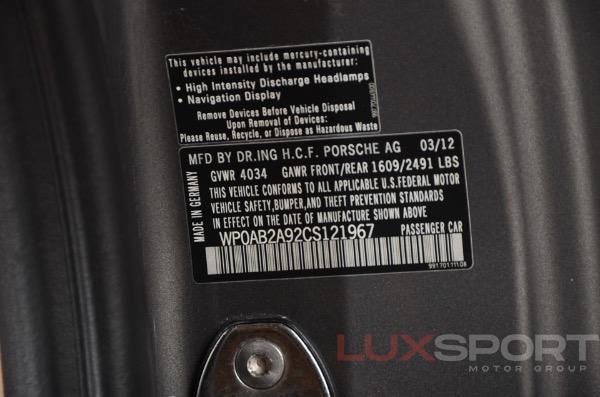 This vehicle may include mercury-containing
devices installed by the manufacturer:
• High Intensity Discharge Headlamps
• Navigation Display
Remove Devices Before Vehicle Disposal
Upon Removal of Devices:
Please Reuse, Recycle, or Dispose as Hazardous Waste
MADE IN GERMANY
MFD BY DR.ING H.C.F. PORSCHE AG 03/12
GVWR 4034 GAWR FRONT/REAR 1609/2491 LBS
THIS VEHICLE CONFORMS TO ALL APPLICABLE U.S.FEDERAL MOTOR
VEHICLE SAFETY,BUMPER,AND THEFT PREVENTION STANDARDS
IN EFFECT ON THE DATE OF MANUFACTURE SHOWN ABOVE
WP0AB2A92CS121967 PASSENGER CAR
99170111108
LUXSPORT
MOTOR GROUP